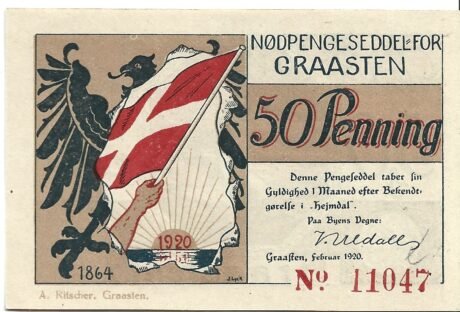 NØDPENGESEDDEL FOR
GRAASTEN
50 Penning
Denne Pengeseddel taber sin
Gyldighed 1 Maaned efter Bekendt-
gørelse i „Hejmdal".
Paa Byens Vegne:
Graasten, Februar 1920.
No 11047
1920
1864
A. Ritscher, Graasten.